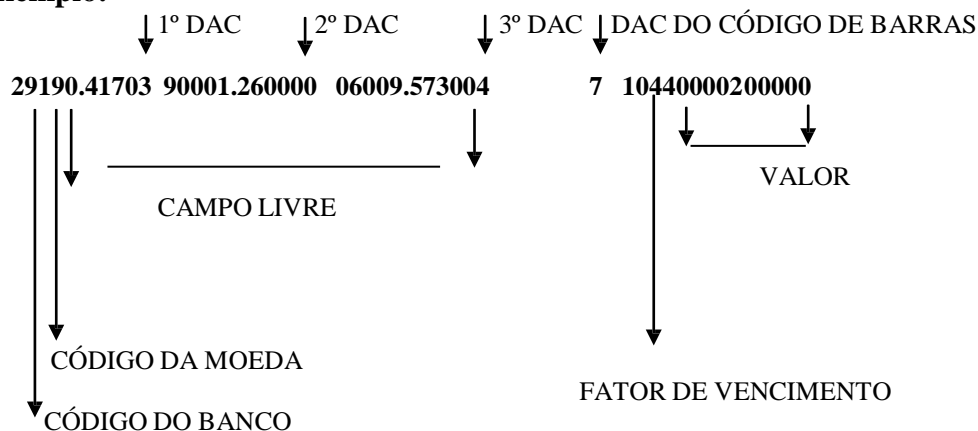 1º DAC 2º DAC 3º DAC DAC DO CÓDIGO DE BARRAS
29190.41703 90001.260000 06009.573004 7 10440000200000
VALOR
CAMPO LIVRE
CÓDIGO DA MOEDA
FATOR DE VENCIMENTO
CÓDIGO DO BANCO